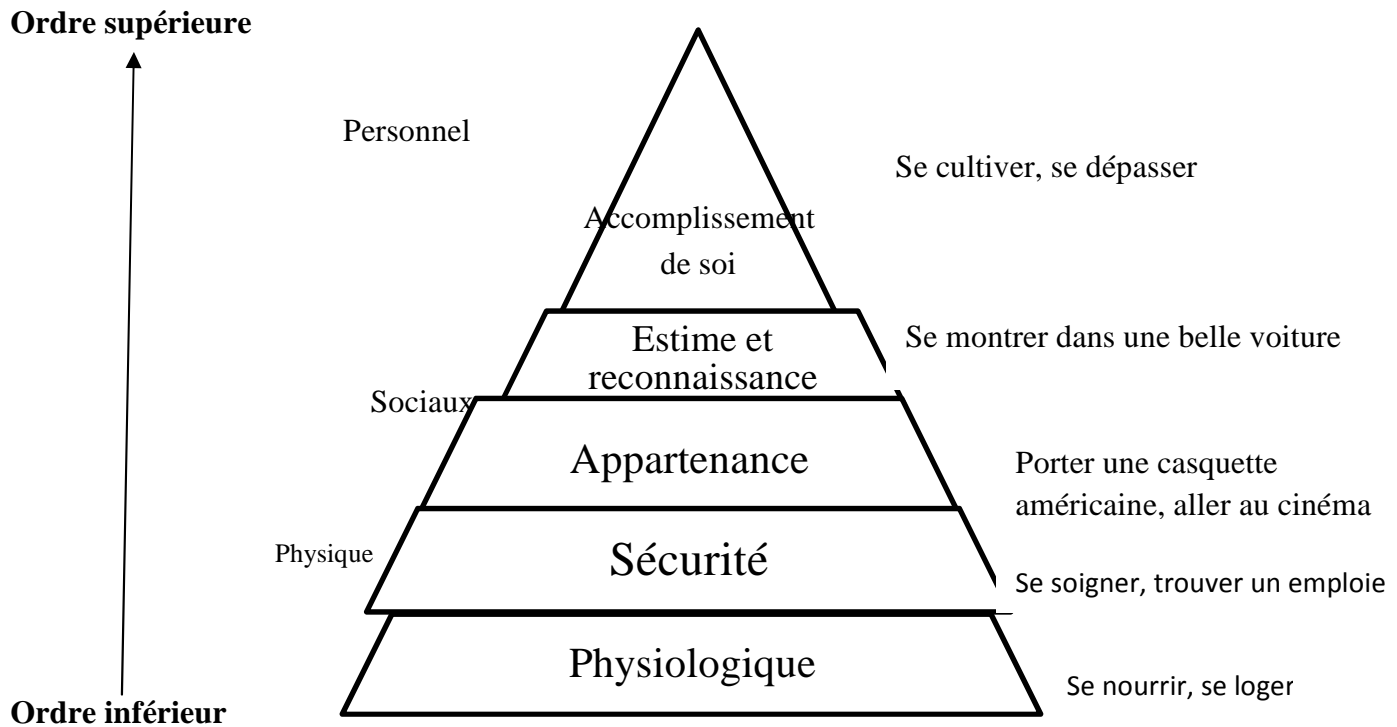 Ordre supérieure
Personnel
Se cultiver, se dépasser
Accomplissement
de soi
Estime et
reconnaissance
Se montrer dans une belle voiture
Sociaux
Appartenance
Porter une casquette
américaine, aller au cinéma
Physique
Sécurité
Se soigner, trouver un emploie
Physiologique
Se nourrir, se loger
Ordre inférieur